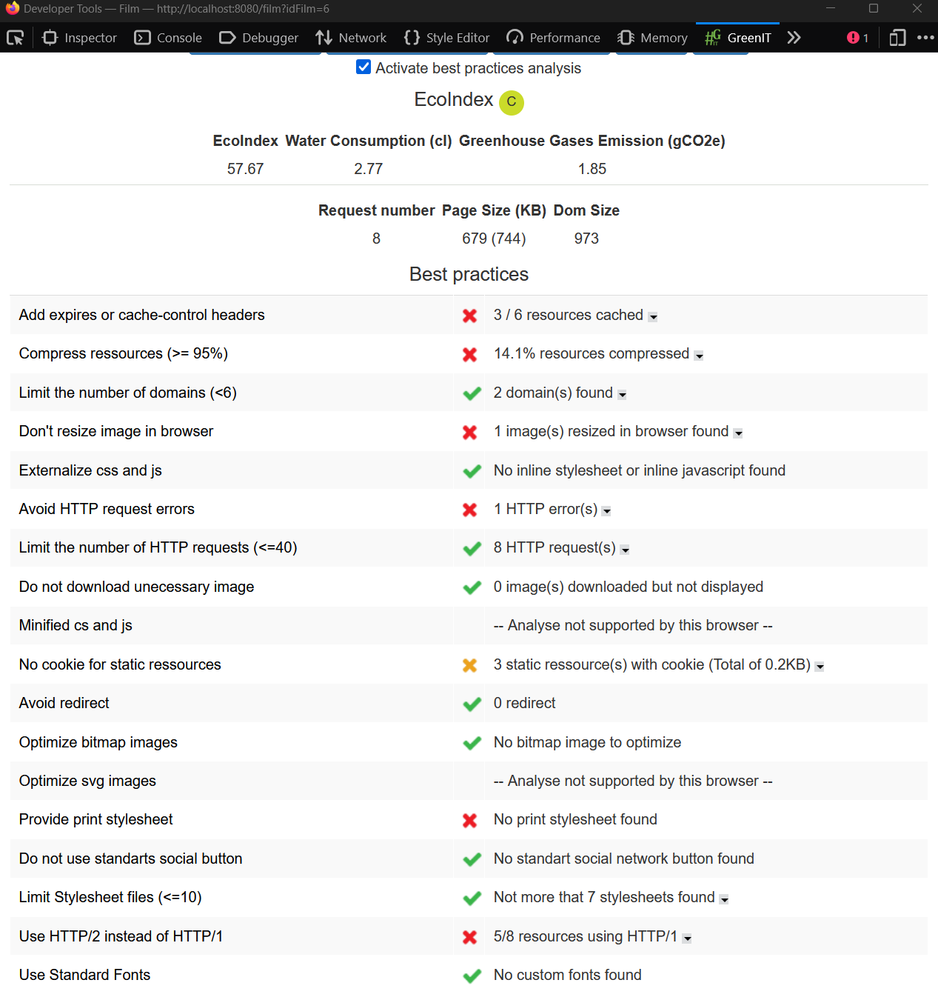 Developer Tools — Film — http://localhost:8080/film?idFilm=6
Inspector Console Debugger Network Style Editor Performance Memory GreenIT 1
Activate best practices analysis
EcoIndex C
EcoIndex Water Consumption (cl) Greenhouse Gases Emission (gCO2e)
57.67 2.77 1.85
Request number Page Size (KB) Dom Size
8 679 (744) 973
Best practices
Add expires or cache-control headers 3 / 6 resources cached
Compress ressources (>= 95%) 14.1% resources compressed
Limit the number of domains (<6) 2 domain(s) found
Don't resize image in browser 1 image(s) resized in browser found
Externalize css and js No inline stylesheet or inline javascript found
Avoid HTTP request errors 1 HTTP error(s)
Limit the number of HTTP requests (<=40) 8 HTTP request(s)
Do not download unecessary image 0 image(s) downloaded but not displayed
Minified cs and js -- Analyse not supported by this browser --
No cookie for static ressources 3 static ressource(s) with cookie (Total of 0.2KB)
Avoid redirect 0 redirect
Optimize bitmap images No bitmap image to optimize
Optimize svg images -- Analyse not supported by this browser --
Provide print stylesheet No print stylesheet found
Do not use standarts social button No standart social network button found
Limit Stylesheet files (<=10) Not more that 7 stylesheets found
Use HTTP/2 instead of HTTP/1 5/8 resources using HTTP/1
Use Standard Fonts No custom fonts found